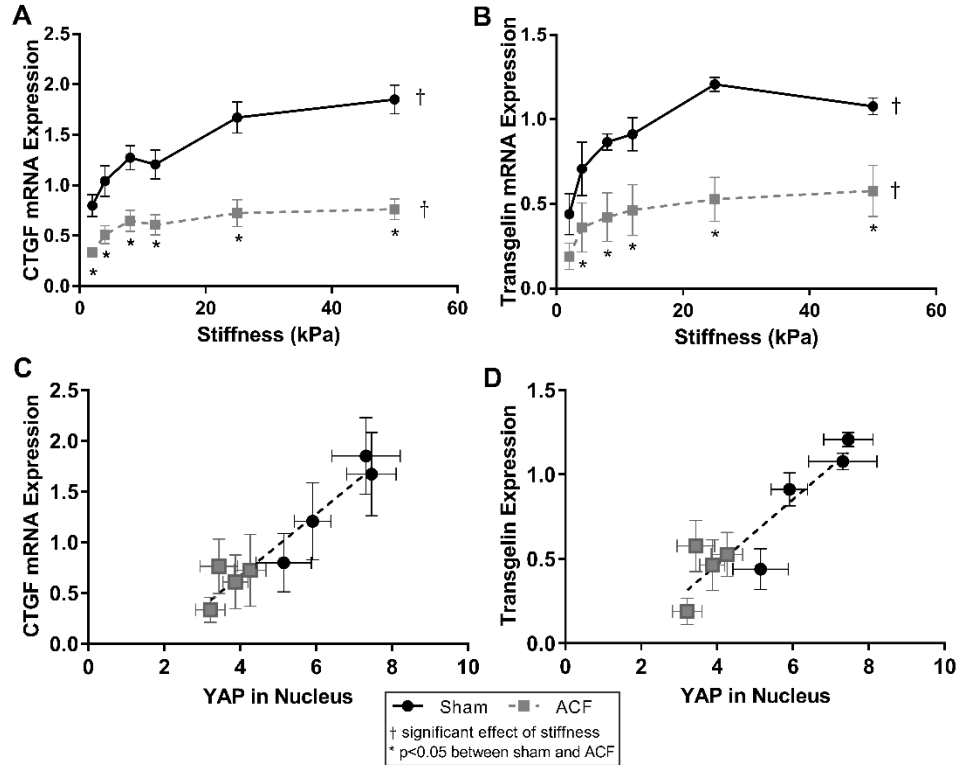 A
CTGF mRNA Expression
2.5
2.0
1.5
1.0
0.5
0.0
†
†
* * * * * *
0 20 40 60
Stiffness (kPa)
B
Transgelin mRNA Expression
1.5
1.0
0.5
0.0
†
†
* * * * *
0 20 40 60
Stiffness (kPa)
C
CTGF mRNA Expression
2.5
2.0
1.5
1.0
0.5
0.0
0 2 4 6 8 10
YAP in Nucleus
D
Transgelin Expression
1.5
1.0
0.5
0.0
0 2 4 6 8 10
YAP in Nucleus
Sham ACF
† significant effect of stiffness
* p<0.05 between sham and ACF